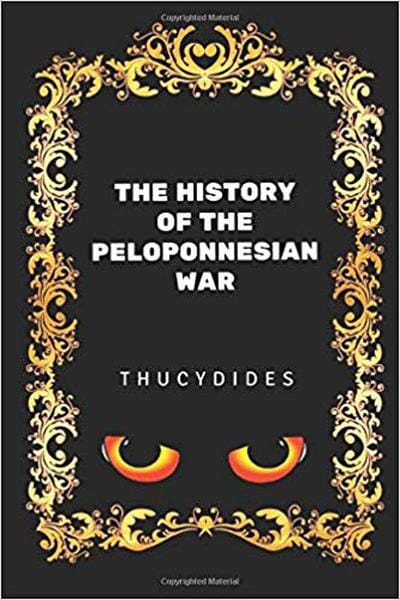 Copyrighted Material
THE HISTORY
OF THE
PELOPONNESIAN
WAR
THUCYDIDES
Copyrighted Material